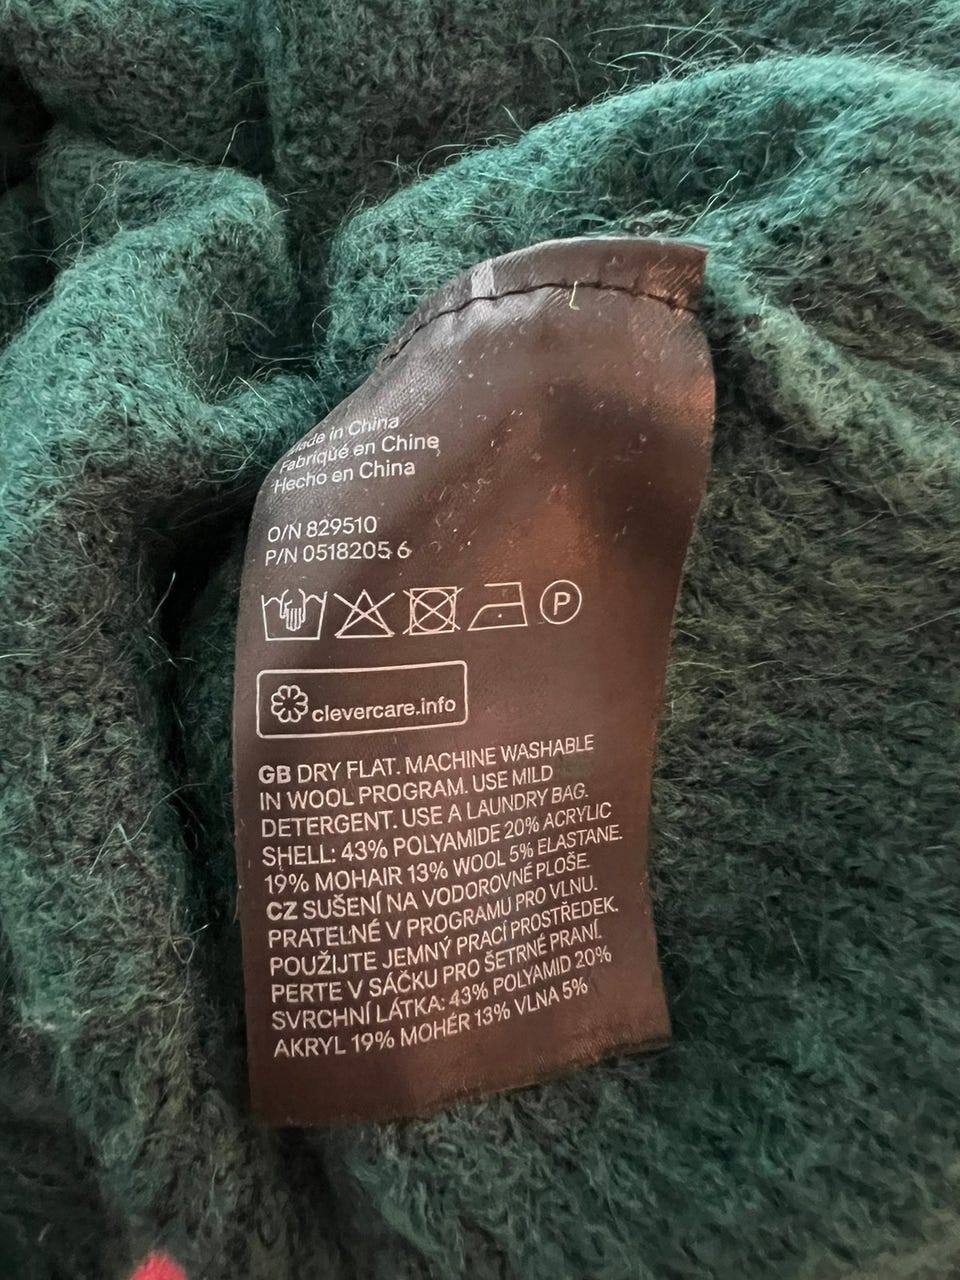 Made in China
Fabriqué en Chine
Hecho en China
O/N 829510
P/N 0518205 6
P
clevercare.info
GB DRY FLAT. MACHINE WASHABLE
IN WOOL PROGRAM. USE MILD
DETERGENT. USE A LAUNDRY BAG.
SHELL: 43% POLYAMIDE 20% ACRYLIC
19% MOHAIR 13% WOOL 5% ELASTANE.
CZ SUŠENÍ NA VODOROVNÉ PLOŠE.
PRATELNÉ V PROGRAMU PRO VLNU.
POUŽIJTE JEMNÝ PRACÍ PROSTŘEDEK.
PERTE V SÁČKU PRO ŠETRNÉ PRANÍ.
SVRCHNÍ LÁTKA: 43% POLYAMID 20%
AKRYL 19% MOHÉR 13% VLNA 5%